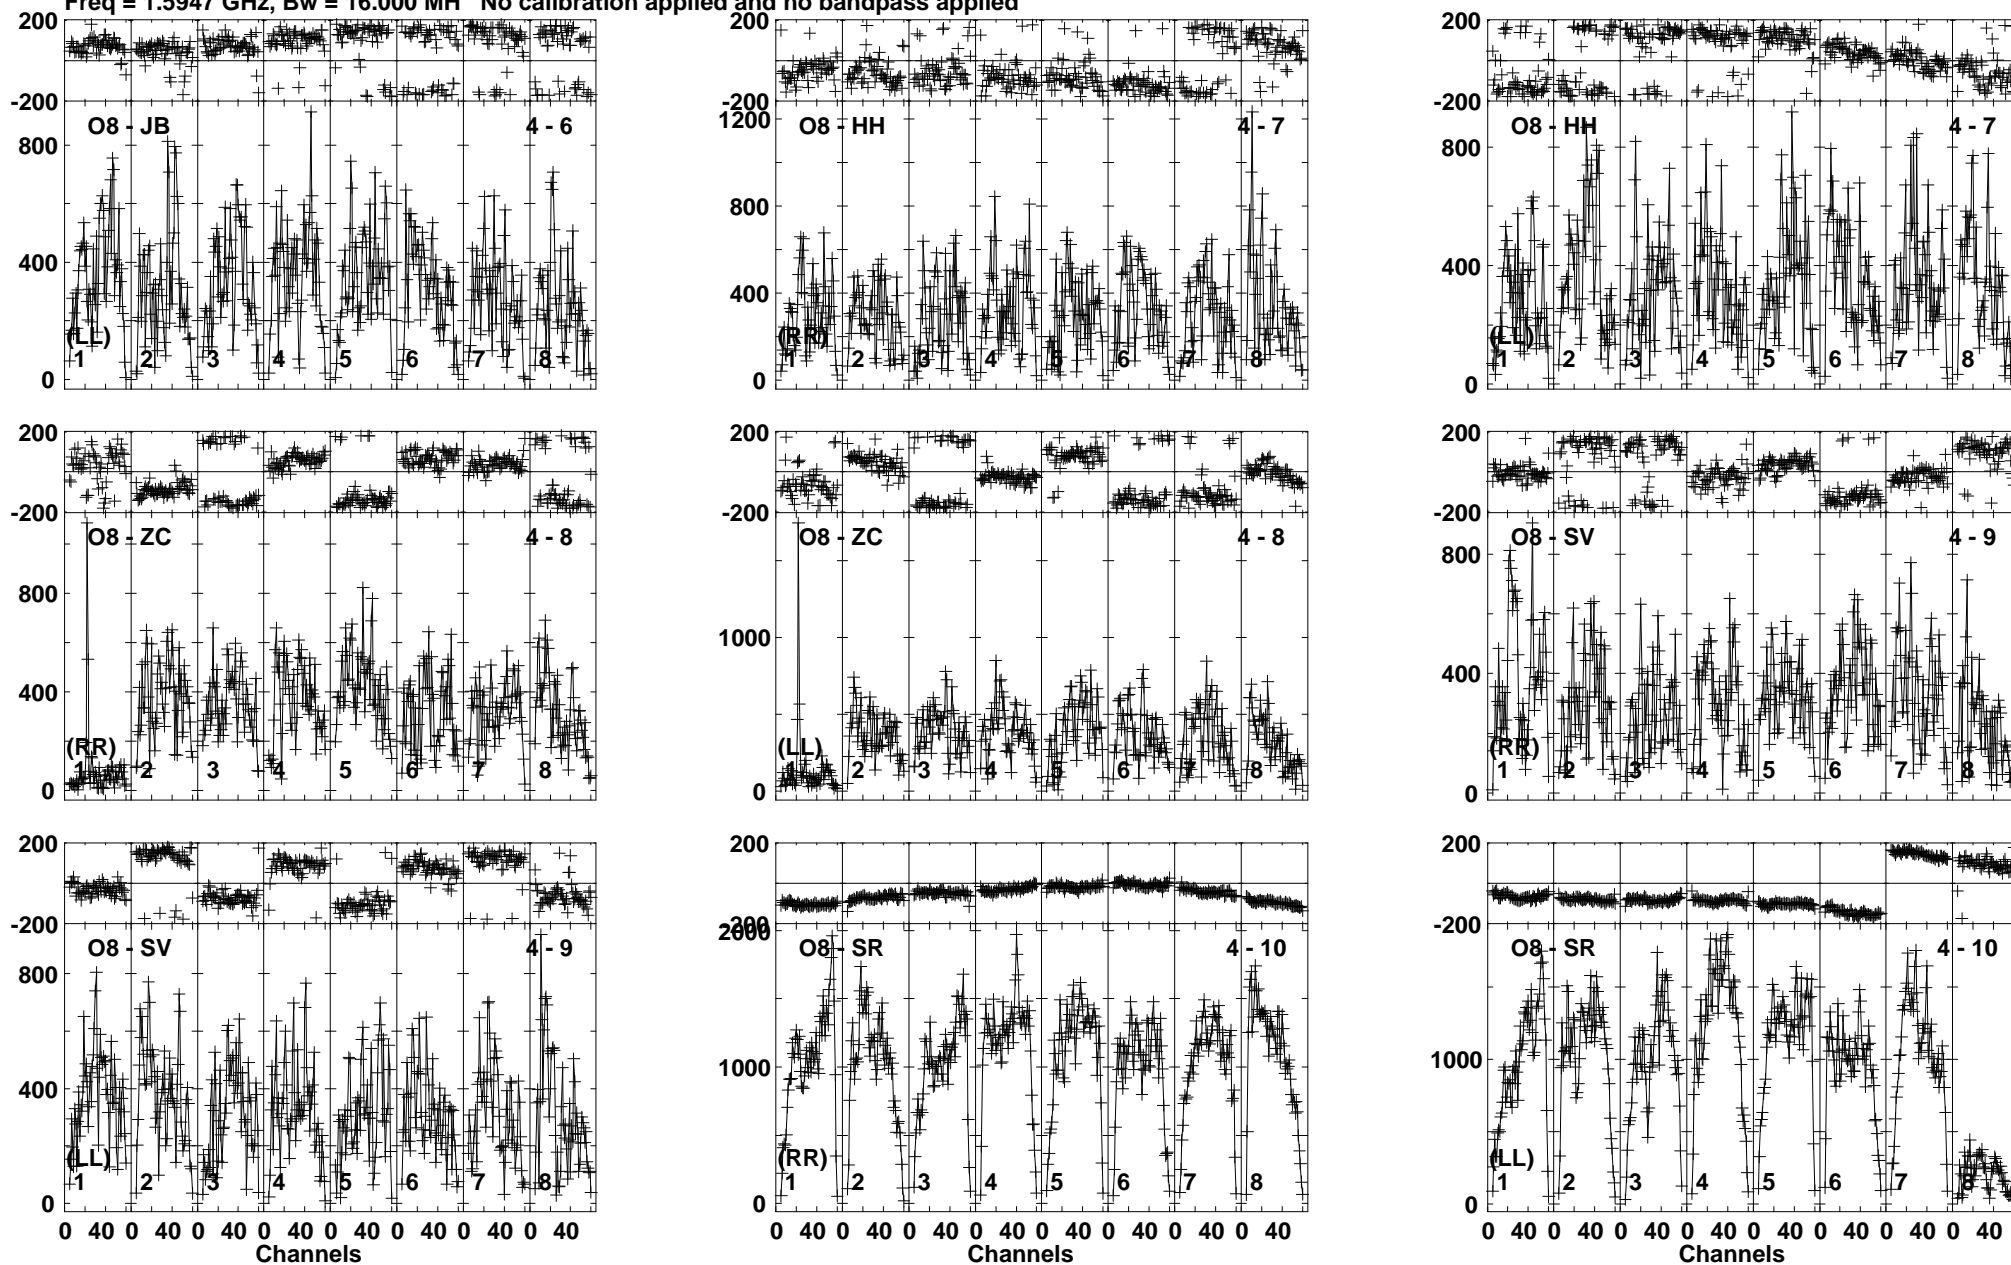 Freq = 1.5947 GHz, Bw = 16.000 MH No calibration applied and no bandpass applied
200 200 200
-200 -200 -200
O8 - JB 4 - 6 O8 - HH 4 - 7 O8 - HH 4 - 7
1200
800 800 800
400 400 400
(LL) (RR) (LL)
1 2 3 4 5 6 7 8 1 2 3 4 5 6 7 8 1 2 3 4 5 6 7 8
0 0 0
200 200 200
-200 -200 -200
O8 - ZC 4 - 8 O8 - ZC 4 - 8 O8 - SV 4 - 9
800 1000 800
400 500 400
(RR) (LL) (RR)
1 2 3 4 5 6 7 8 1 2 3 4 5 6 7 8 1 2 3 4 5 6 7 8
0 0 0
200 200 200
-200 -200 -200
2000
O8 - SV 4 - 9 O8 - SR 4 - 10 O8 - SR 4 - 10
800
400 1000 1000
(LL) (RR) (LL)
1 2 3 4 5 6 7 8 1 2 3 4 5 6 7 8 1 2 3 4 5 6 7 8
0 0 0
0 40 0 40 0 40 0 40 0 40 0 40 0 40 0 40 0 40 0 40 0 40 0 40 0 40 0 40 0 40 0 40 0 40 0 40 0 40 0 40 0 40 0 40 0 40 0 40
Channels Channels Channels